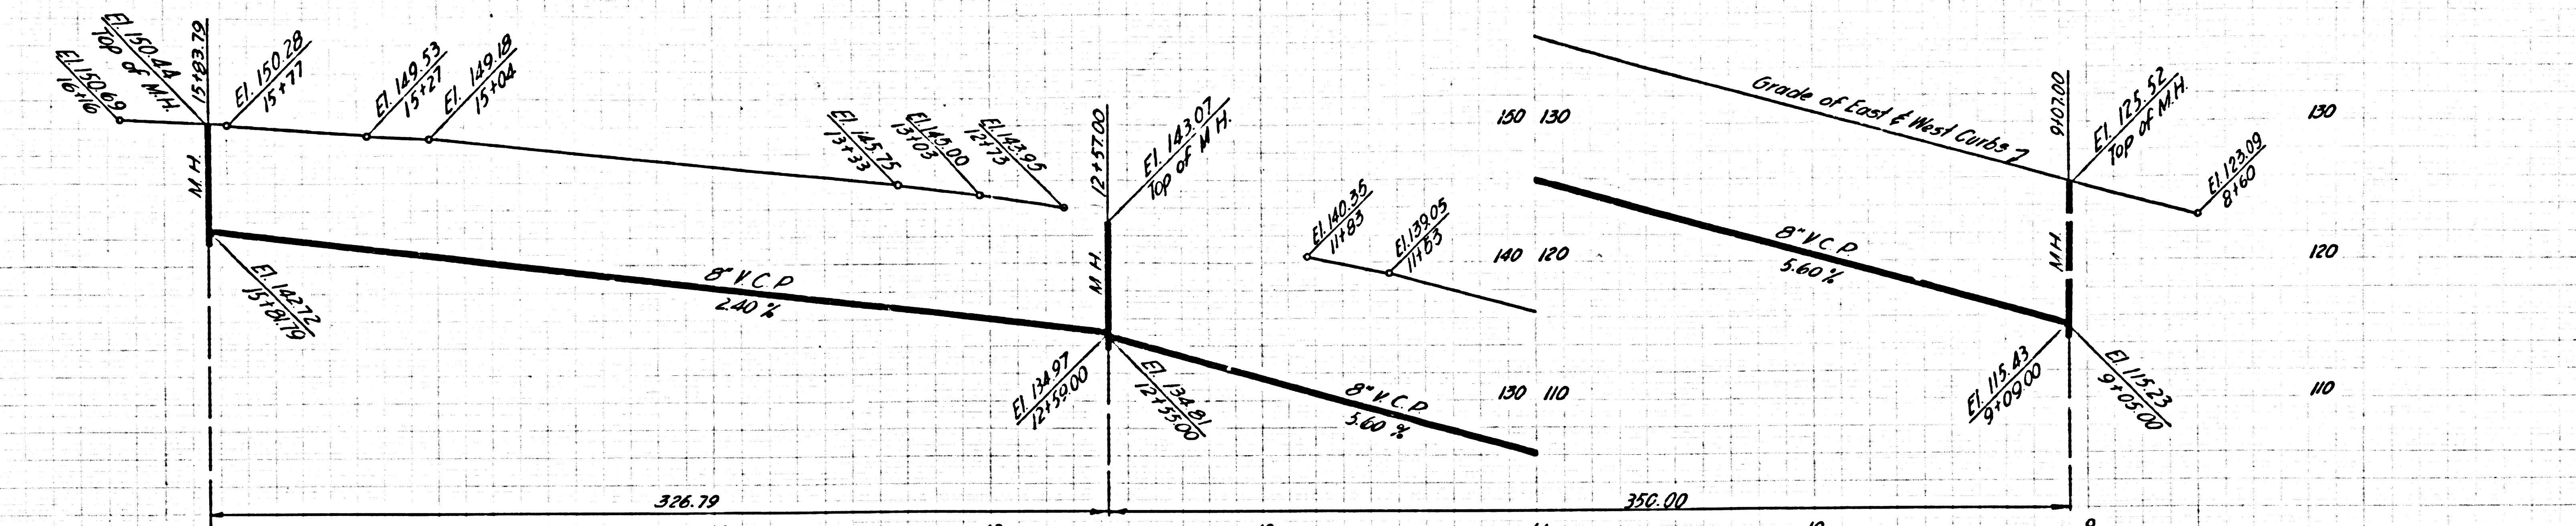 El. 150.69
16+16
El. 150.44
Top of M.H.
15+83.79
El. 150.28
15+77
El. 149.53
15+27
El. 149.18
15+04
El. 145.75
13+33
El. 145.00
13+03
El. 143.95
12+73
12+57.00
El. 143.07
Top of M.H.
150 130
Grade of East & West Curbs
9+07.00
El. 125.52
Top of M.H.
130
El. 123.09
8+60
M.H.
M.H.
El. 140.35
11+83
El. 139.05
11+53
140 120
8" V.C.P.
5.60 %
M.H.
120
El. 142.72
15+81.79
8" V.C.P
2.40 %
El. 134.97
12+59.00
El. 134.81
12+55.00
8" V.C.P.
5.60 %
130 110
El. 115.43
9+09.00
El. 115.23
9+05.00
110
326.79
350.00